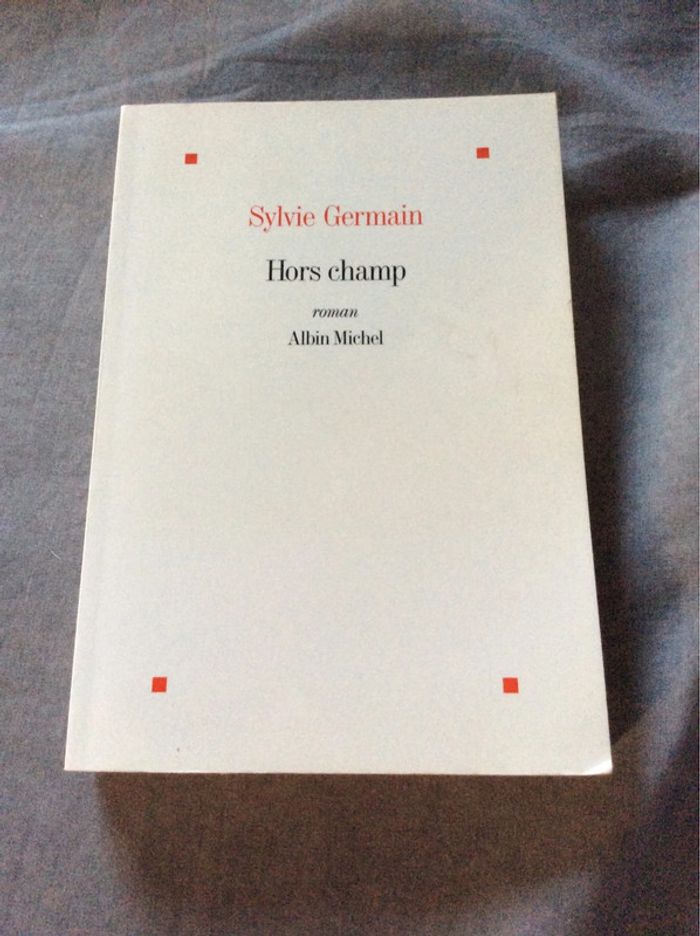 Sylvie Germain
Hors champ
roman
Albin Michel